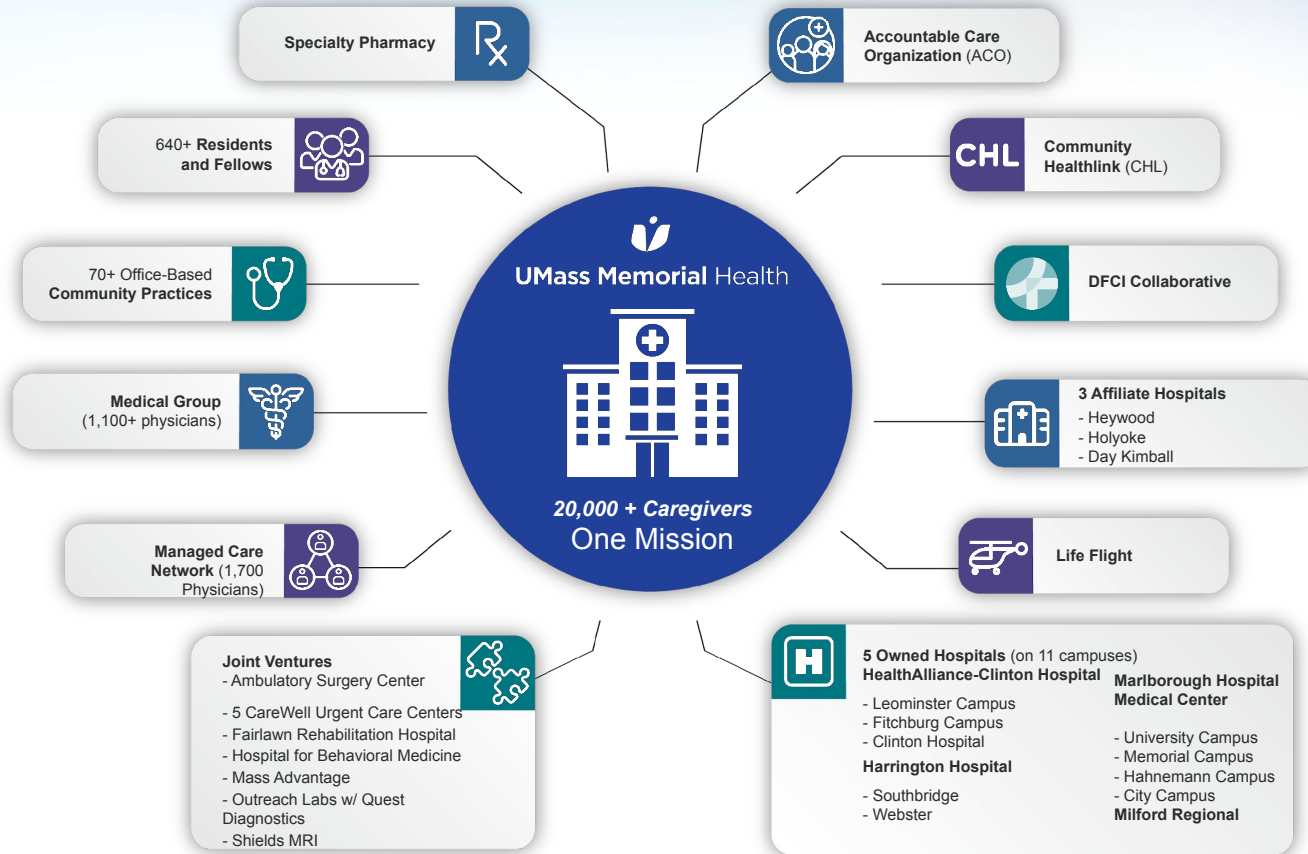 Specialty Pharmacy
Rx
Accountable Care
Organization (ACO)
640+ Residents
and Fellows
CHL
Community
Healthlink (CHL)
70+ Office-Based
Community Practices
UMass Memorial Health
DFCI Collaborative
Medical Group
(1,100+ physicians)
3 Affiliate Hospitals
- Heywood
- Holyoke
- Day Kimball
20,000 + Caregivers
One Mission
Managed Care
Network (1,700
Physicians)
Life Flight
Joint Ventures
- Ambulatory Surgery Center
- 5 CareWell Urgent Care Centers
- Fairlawn Rehabilitation Hospital
- Hospital for Behavioral Medicine
- Mass Advantage
- Outreach Labs w/ Quest
Diagnostics
- Shields MRI
H
5 Owned Hospitals (on 11 campuses)
HealthAlliance-Clinton Hospital
- Leominster Campus
- Fitchburg Campus
- Clinton Hospital
Harrington Hospital
- Southbridge
- Webster
Marlborough Hospital
Medical Center
- University Campus
- Memorial Campus
- Hahnemann Campus
- City Campus
Milford Regional